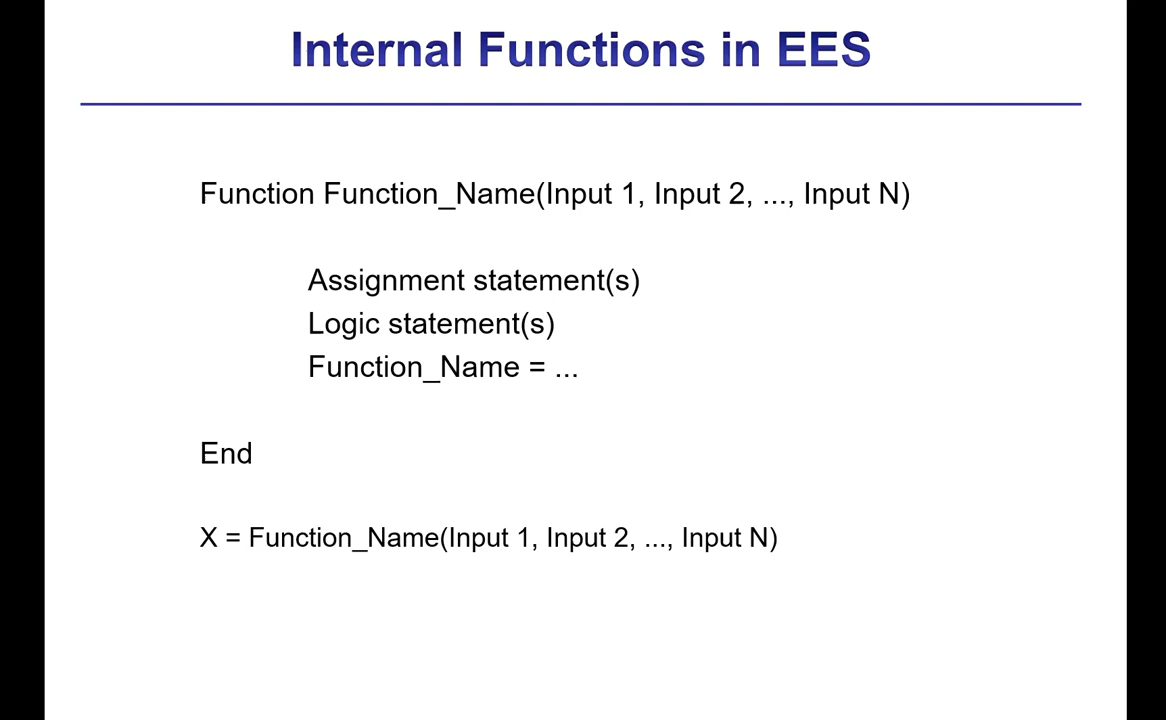 Internal Functions in EES
Function Function_Name(Input 1, Input 2, ..., Input N)
Assignment statement(s)
Logic statement(s)
Function_Name = ...
End
X = Function_Name(Input 1, Input 2, ..., Input N)